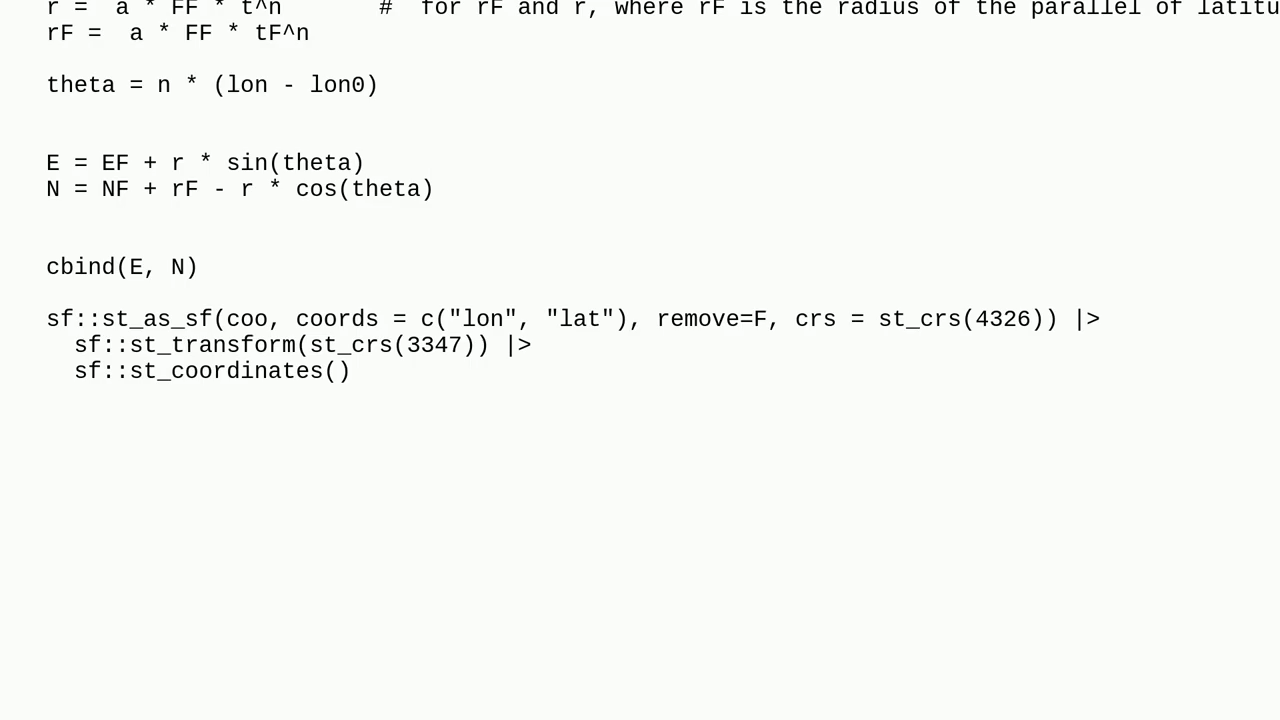 r =  a * FF * t^n       #  for rF and r, where rF is the radius of the parallel of
rF =  a * FF * tF^n
theta = n * (lon - lon0)
E = EF + r * sin(theta)
N = NF + rF - r * cos(theta)
cbind(E, N)
sf::st_as_sf(coo, coords = c("lon", "lat"), remove=F, crs = st_crs(4326)) |>
  sf::st_transform(st_crs(3347)) |>
  sf::st_coordinates()